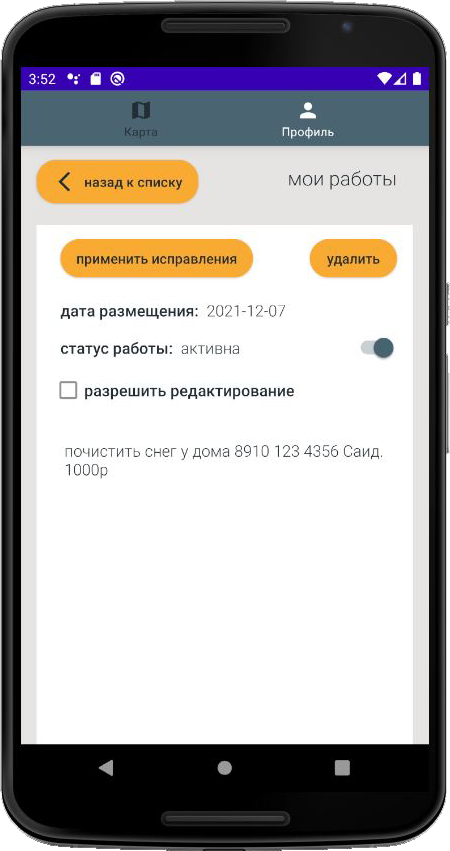 3:52
Карта
Профиль
назад к списку
мои работы
применить исправления
удалить
дата размещения: 2021-12-07
статус работы: активна
разрешить редактирование
почистить снег у дома 8910 123 4356 Саид.
1000р